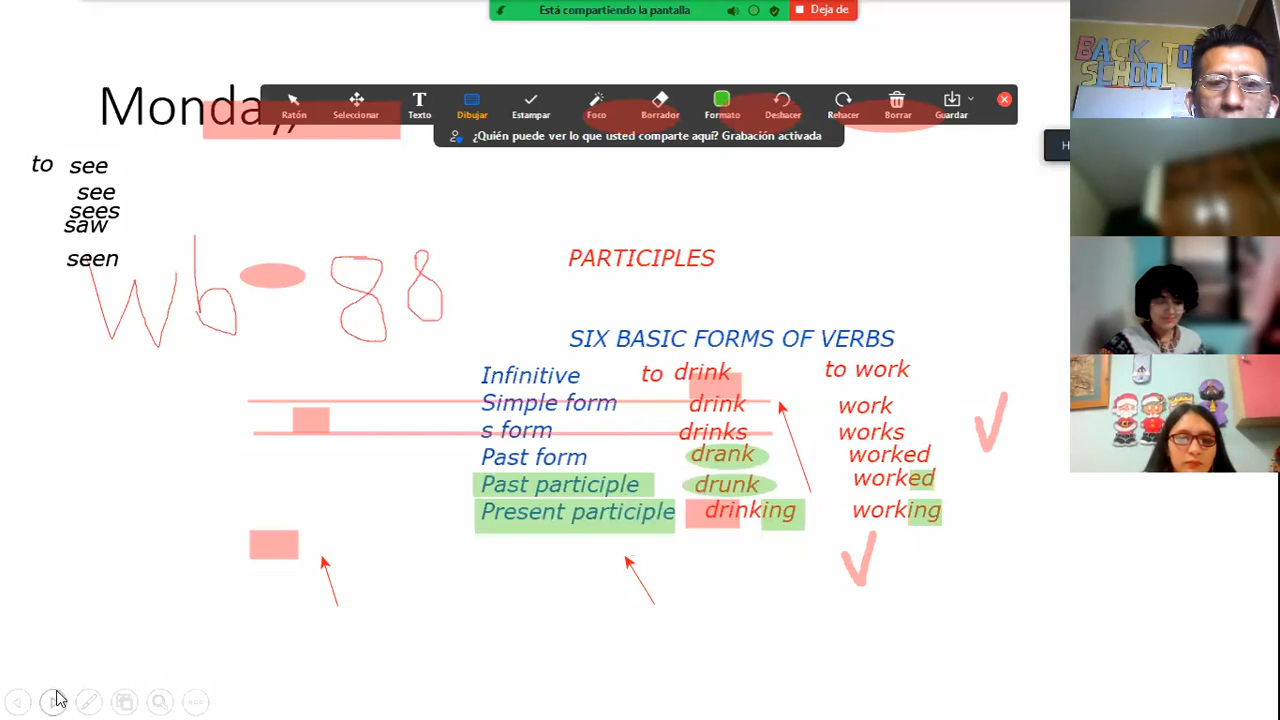 Está compartiendo la pantalla
Deja de
BACK TO
SCHOOL
Monday,
Ratón Seleccionar Texto Dibujar Estampar Foco Borrador Formato Deshacer Rehacer Borrar Guardar
¿Quién puede ver lo que usted comparte aquí? Grabación activada
H
to see
see
sees
saw
seen
Wb - 88
PARTICIPLES
SIX BASIC FORMS OF VERBS
Infinitive to drink to work
Simple form drink work
s form drinks works
Past form drank worked
Past participle drunk worked
Present participle drinking working